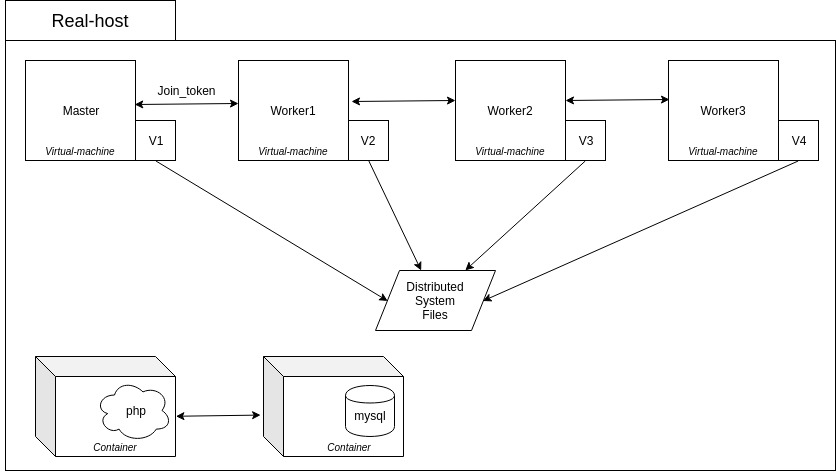 Real-host
Join_token
Master
Worker1
Worker2
Worker3
V1
V2
V3
V4
Virtual-machine
Virtual-machine
Virtual-machine
Virtual-machine
Distributed
System
Files
php
mysql
Container
Container